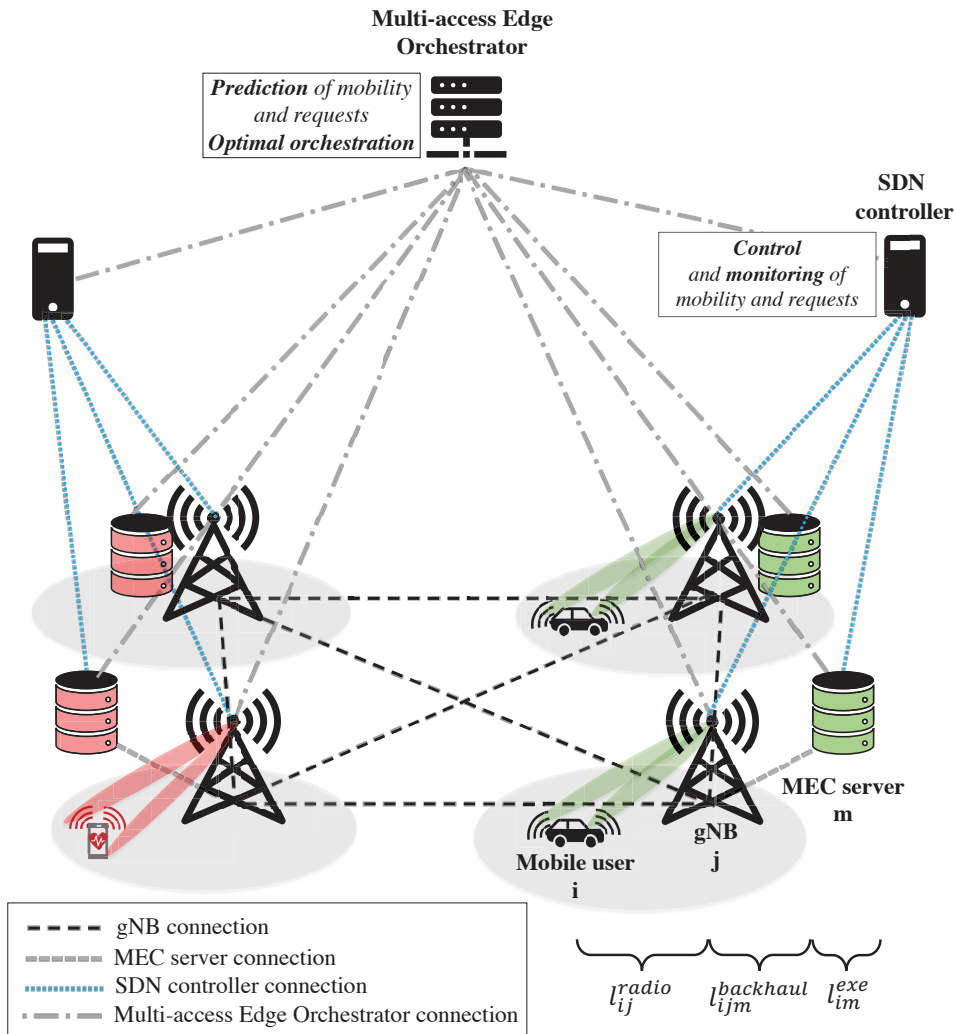 Multi-access Edge
Orchestrator
Prediction of mobility
and requests
Optimal orchestration
SDN
controller
Control
and monitoring of
mobility and requests
MEC server
m
gNB
j
Mobile user
i
gNB connection
MEC server connection
SDN controller connection
Multi-access Edge Orchestrator connection
l_{ij}^{radio} l_{ijm}^{backhaul} l_{im}^{exe}